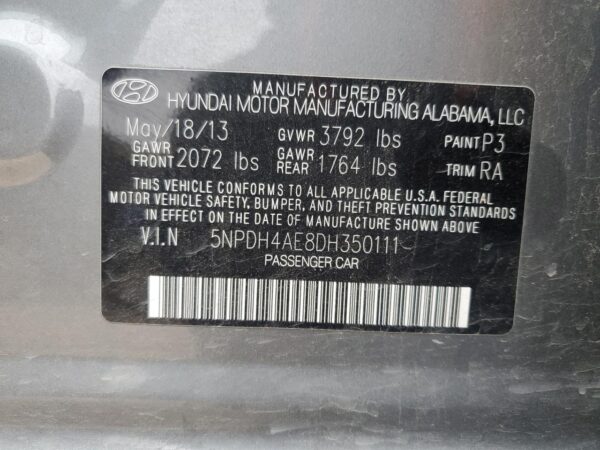 MANUFACTURED BY
HYUNDAI MOTOR MANUFACTURING ALABAMA, LLC
May/18/13 GVWR 3792 lbs PAINT P3
GAWR FRONT 2072 lbs GAWR REAR 1764 lbs TRIM RA
THIS VEHICLE CONFORMS TO ALL APPLICABLE U.S.A. FEDERAL
MOTOR VEHICLE SAFETY, BUMPER, AND THEFT PREVENTION STANDARDS
IN EFFECT ON THE DATE OF MANUFACTURE SHOWN ABOVE
V.I.N 5NPDH4AE8DH350111
PASSENGER CAR